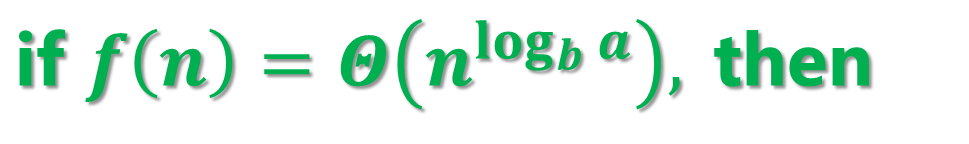 if f(n) = Θ(n^{log_b a}), then